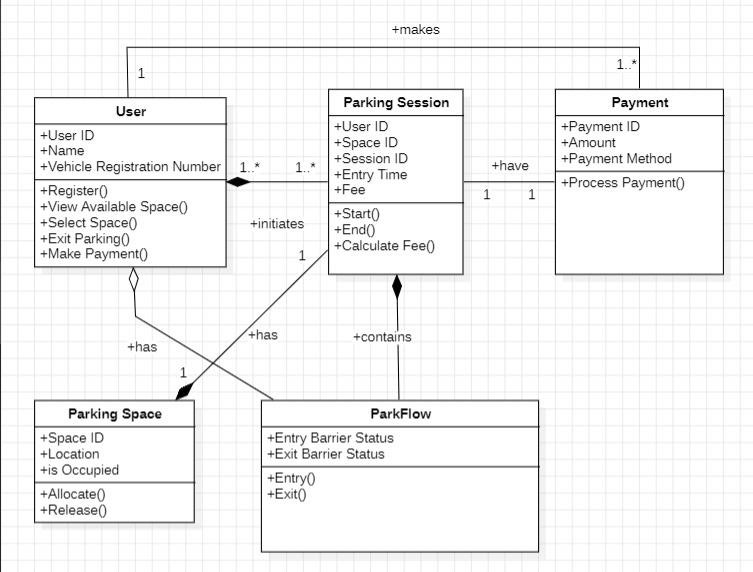 +makes
1
1..*
User
+User ID
+Name
+Vehicle Registration Number
+Register()
+View Available Space()
+Select Space()
+Exit Parking()
+Make Payment()
1..*
1..*
+initiates
Parking Session
+User ID
+Space ID
+Session ID
+Entry Time
+Fee
+Start()
+End()
+Calculate Fee()
+have
1
1
Payment
+Payment ID
+Amount
+Payment Method
+Process Payment()
1
+has
+has
+contains
1
Parking Space
+Space ID
+Location
+is Occupied
+Allocate()
+Release()
ParkFlow
+Entry Barrier Status
+Exit Barrier Status
+Entry()
+Exit()